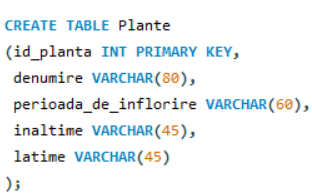 CREATE TABLE Plante
(id_planta INT PRIMARY KEY,
denumire VARCHAR(80),
perioada_de_inflorire VARCHAR(60),
inaltime VARCHAR(45),
latime VARCHAR(45)
);